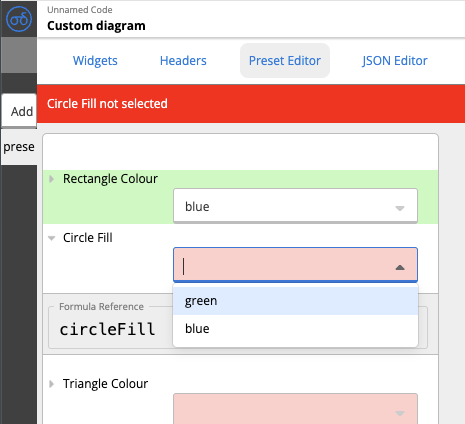 Unnamed Code
Custom diagram
Widgets
Headers
Preset Editor
JSON Editor
Circle Fill not selected
Add
prese
Rectangle Colour
blue
Circle Fill
green
blue
Formula Reference
circleFill
Triangle Colour